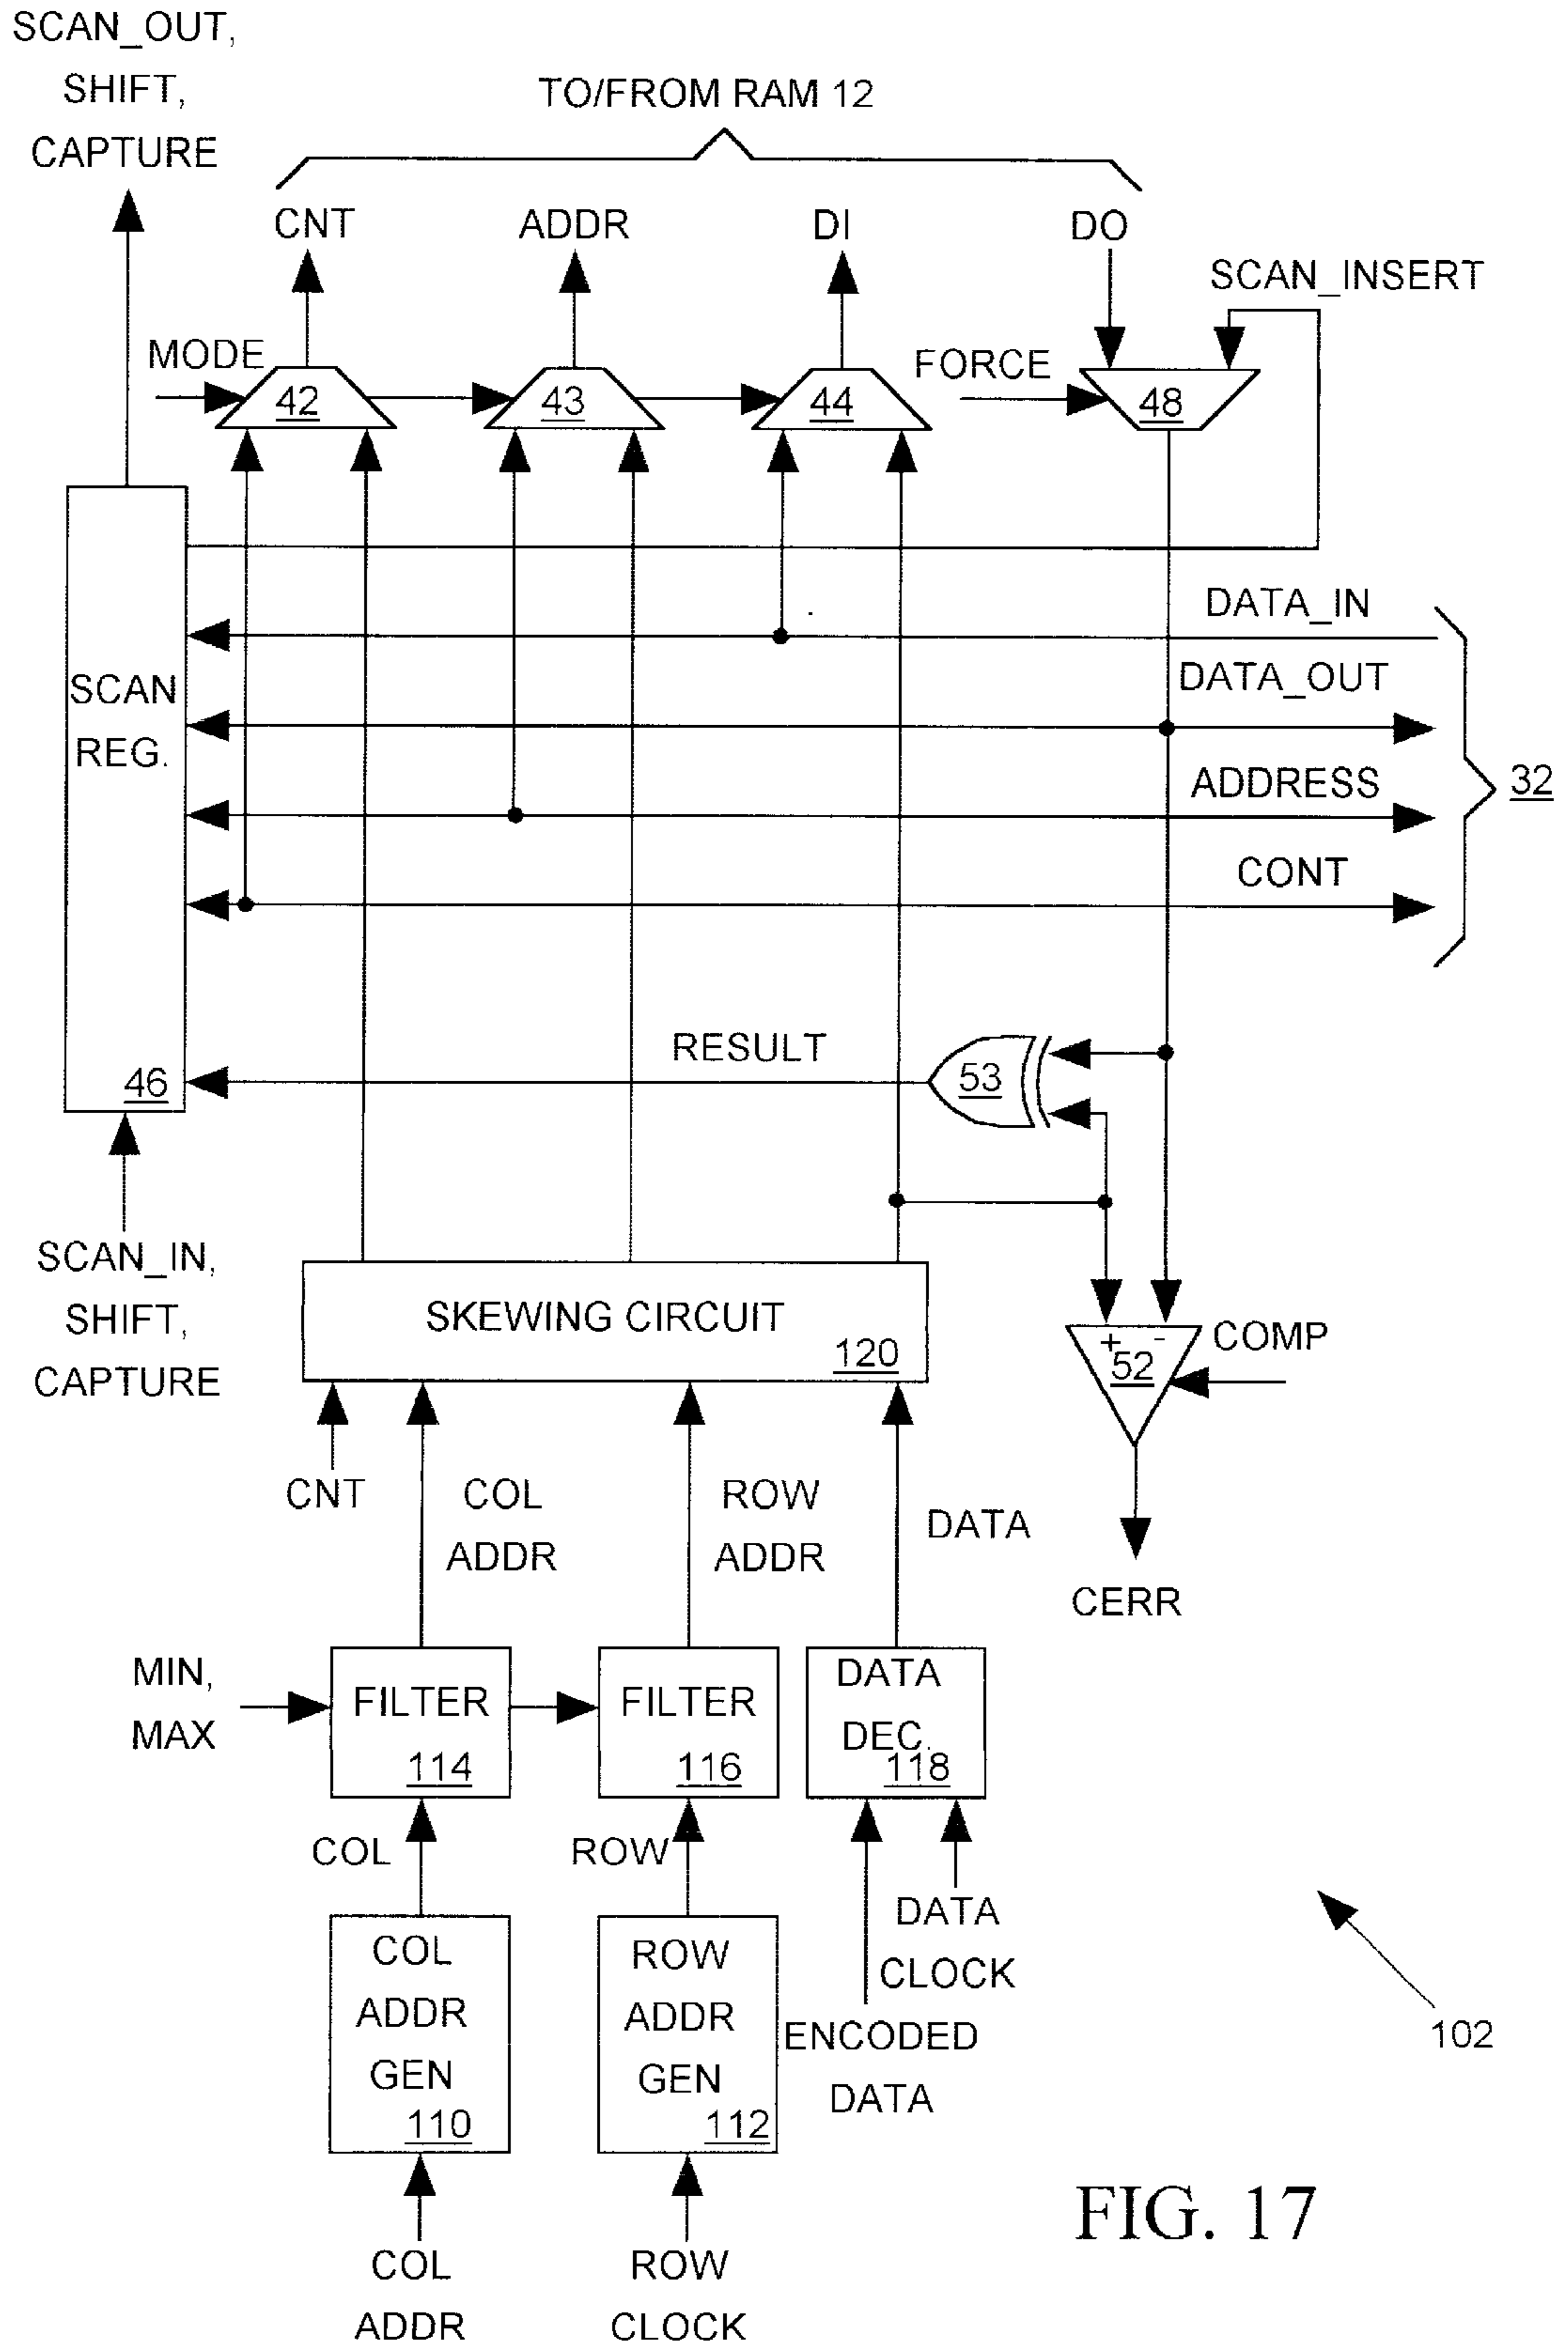 SCAN_OUT,
SHIFT,
CAPTURE
TO/FROM RAM 12
CNT
ADDR
DI
DO
SCAN_INSERT
MODE
FORCE
42
43
44
48
DATA_IN
SCAN
REG.
DATA_OUT
ADDRESS
32
CONT
RESULT
53
46
SCAN_IN,
SHIFT,
CAPTURE
SKEWING CIRCUIT
120
+ -
52
COMP
CNT
COL
ADDR
ROW
ADDR
DATA
CERR
MIN,
MAX
FILTER
114
FILTER
116
DATA
DEC.
118
COL
ROW
DATA
CLOCK
COL
ADDR
GEN
110
ROW
ADDR
GEN
112
ENCODED
DATA
102
COL
ADDR
ROW
CLOCK
FIG. 17